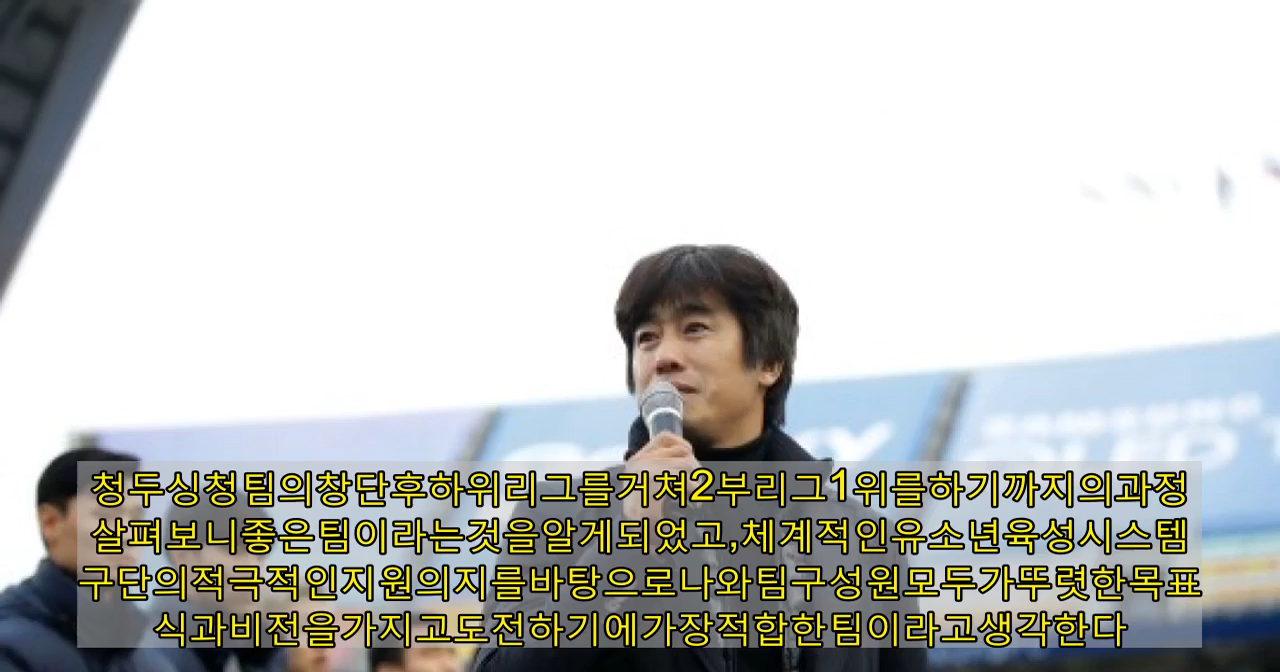 청두싱청팀의창단후하위리그를거쳐2부리그1위를하기까지의과정
살펴보니좋은팀이라는것을알게되었고,체계적인유소년육성시스템
구단의적극적인지원의지를바탕으로나와팀구성원모두가뚜렷한목표
식과비전을가지고도전하기에가장적합한팀이라고생각한다